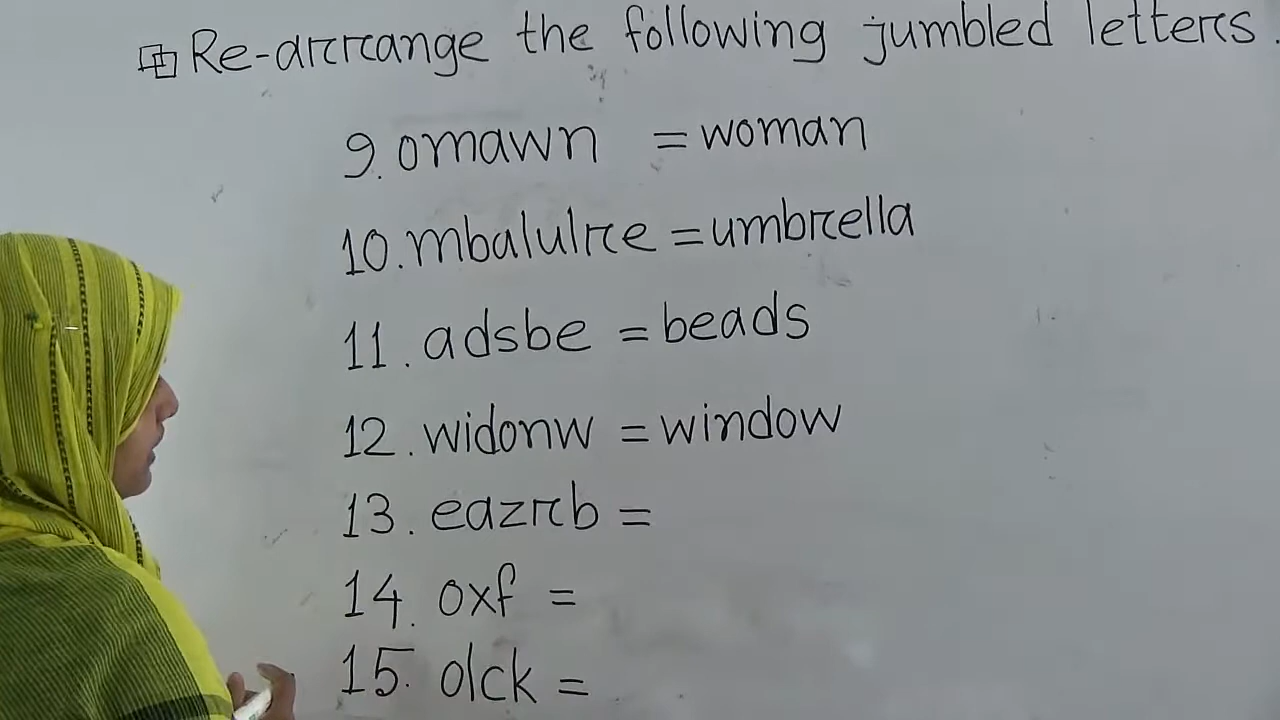 Re-arrange the following jumbled letters.
9. omawn = woman
10. mbalulre = umbrella
11. adsbe = beads
12. widonw = window
13. eazrb =
14. oxf =
15. olck =